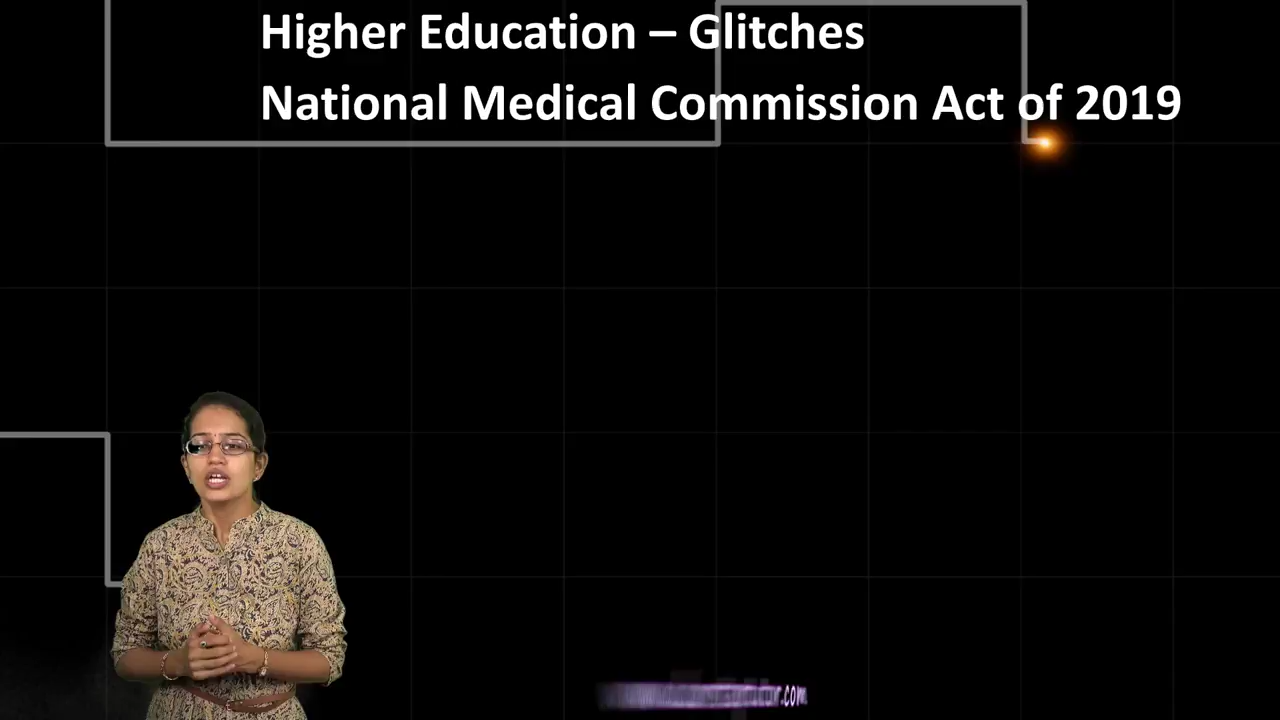 Higher Education – Glitches
National Medical Commission Act of 2019